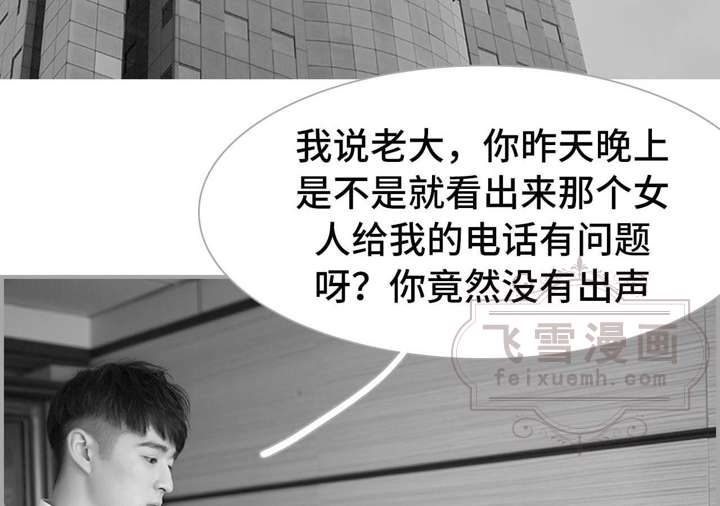 我说老大，你昨天晚上
是不是就看出来那个女
人给我的电话有问题
呀？你竟然没有出声
飞雪漫画
feixuemh.com